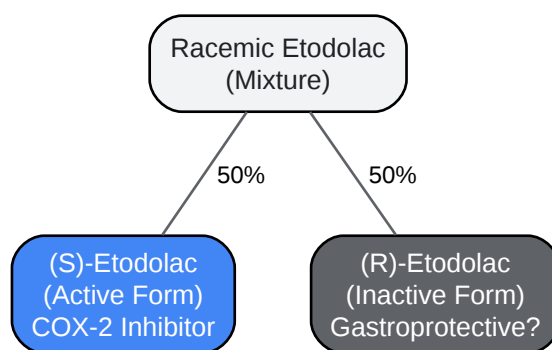 Racemic Etodolac
(Mixture)
50%
50%
(S)-Etodolac
(Active Form)
COX-2 Inhibitor
(R)-Etodolac
(Inactive Form)
Gastroprotective?